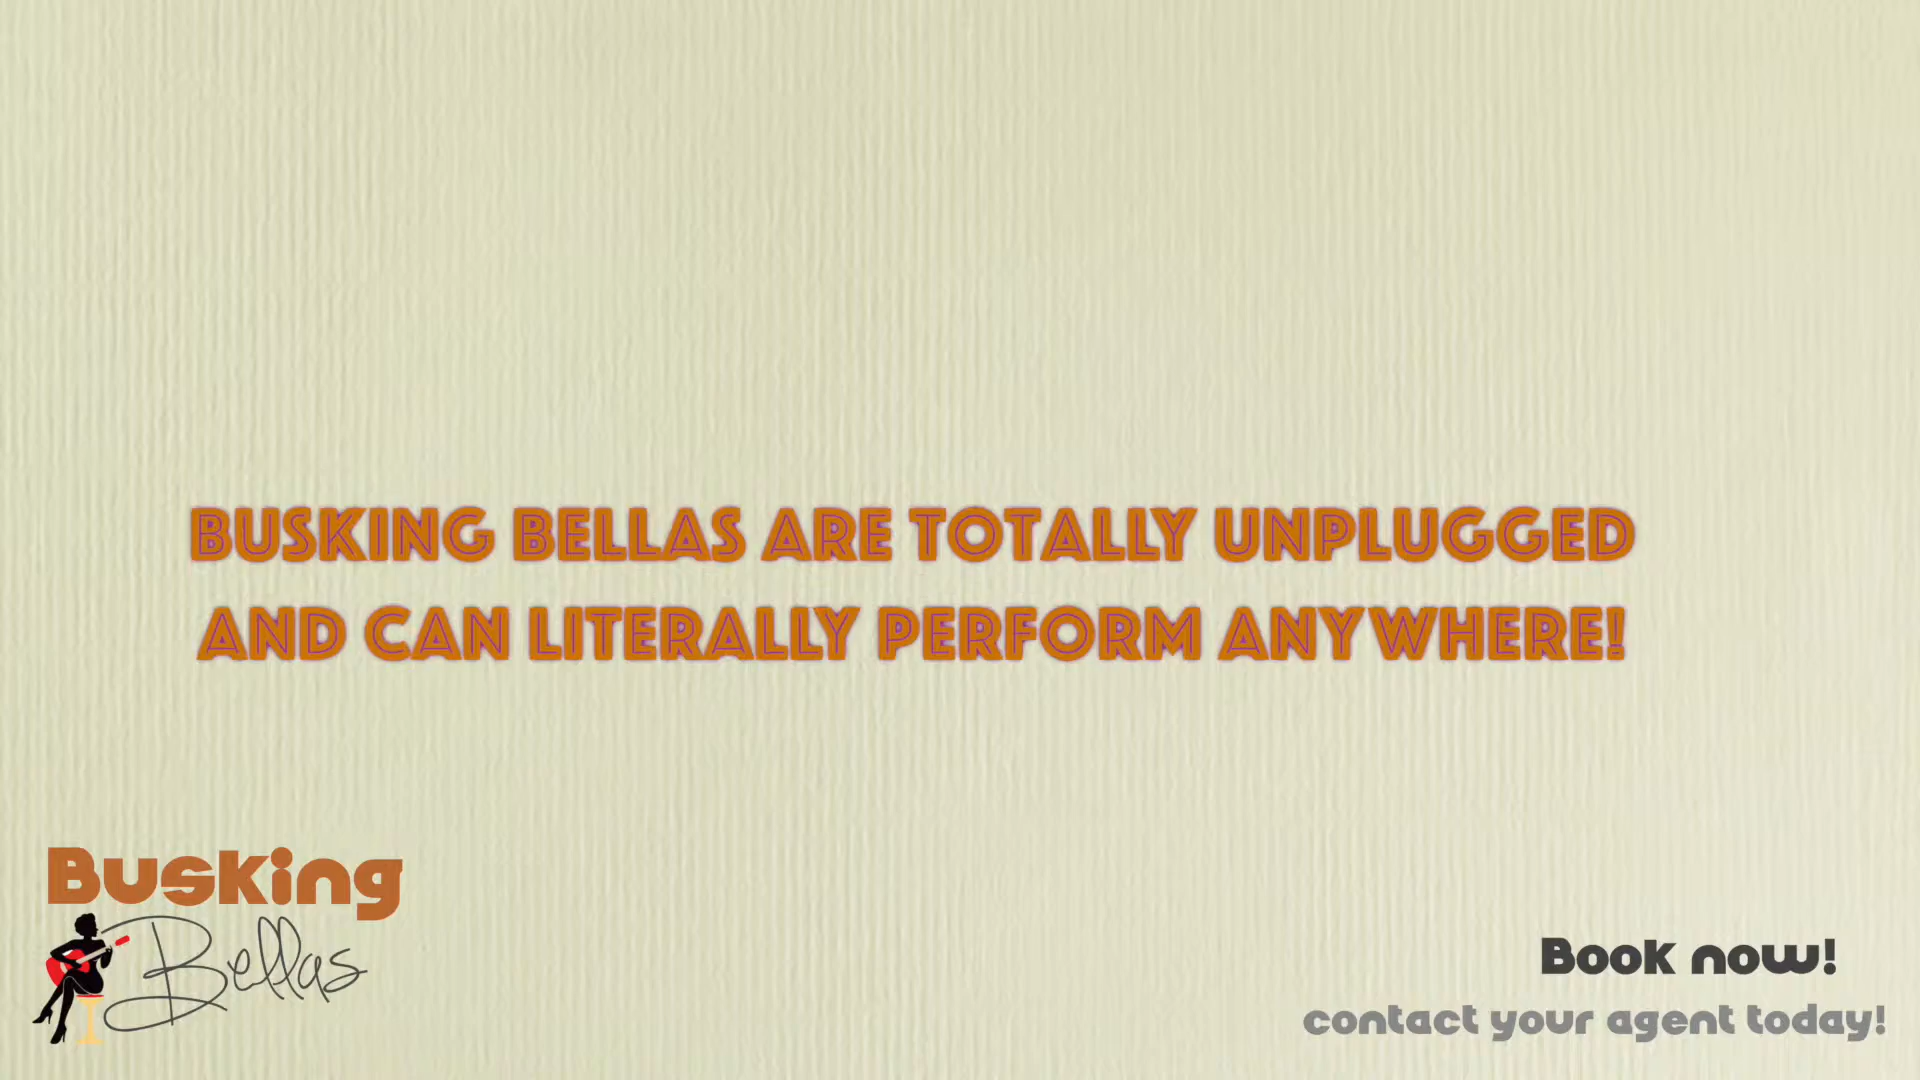 BUSKING BELLAS ARE TOTALLY UNPLUGGED
AND CAN LITERALLY PERFORM ANYWHERE!
Busking
Bellas
Book now!
contact your agent today!